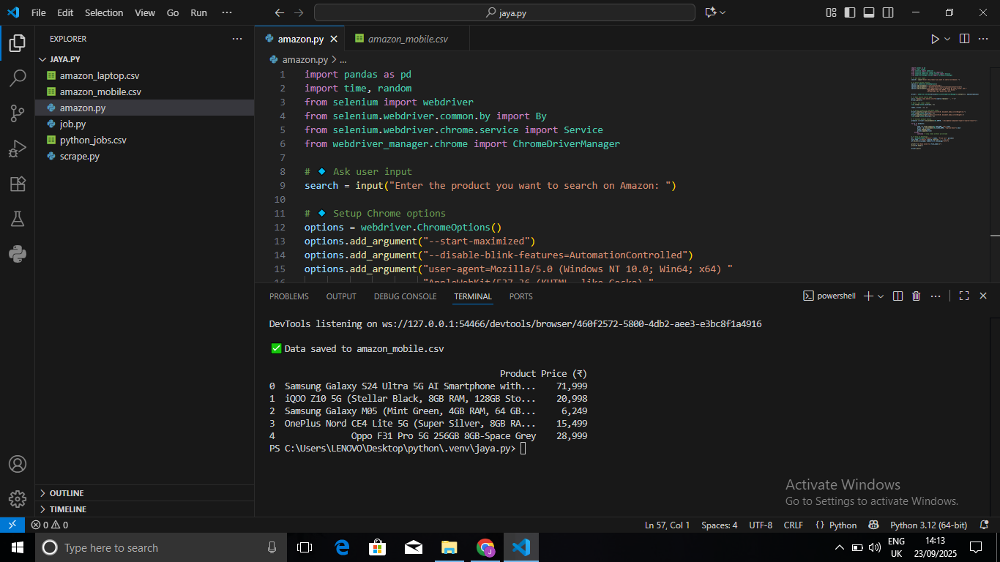 File Edit Selection View Go Run ···
jaya.py
EXPLORER
JAYA.PY
amazon_laptop.csv
amazon_mobile.csv
amazon.py
job.py
python_jobs.csv
scrape.py
OUTLINE
TIMELINE
amazon.py
amazon_mobile.csv
amazon.py > ...
1 import pandas as pd
2 import time, random
3 from selenium import webdriver
4 from selenium.webdriver.common.by import By
5 from selenium.webdriver.chrome.service import Service
6 from webdriver_manager.chrome import ChromeDriverManager
7
8 # 🔹 Ask user input
9 search = input("Enter the product you want to search on Amazon: ")
10
11 # 🔹 Setup Chrome options
12 options = webdriver.ChromeOptions()
13 options.add_argument("--start-maximized")
14 options.add_argument("--disable-blink-features=AutomationControlled")
15 options.add_argument("user-agent=Mozilla/5.0 (Windows NT 10.0; Win64; x64) "
16 "AppleWebKit/537.36 (KHTML, like Gecko) "
PROBLEMS OUTPUT DEBUG CONSOLE TERMINAL PORTS
powershell
DevTools listening on ws://127.0.0.1:54466/devtools/browser/460f2572-5800-4db2-aee3-e3bc8f1a4916
✅ Data saved to amazon_mobile.csv
Product Price (₹)
0 Samsung Galaxy S24 Ultra 5G AI Smartphone with... 71,999
1 iQOO Z10 5G (Stellar Black, 8GB RAM, 128GB Sto... 20,998
2 Samsung Galaxy M05 (Mint Green, 4GB RAM, 64 GB... 6,249
3 OnePlus Nord CE4 Lite 5G (Super Silver, 8GB RA... 15,499
4 Oppo F31 Pro 5G 256GB 8GB-Space Grey 28,999
PS C:\Users\LENOVO\Desktop\python\.venv\jaya.py>
Activate Windows
Go to Settings to activate Windows.
0 0
Ln 57, Col 1 Spaces: 4 UTF-8 CRLF {} Python Python 3.12 (64-bit)
Type here to search
ENG
UK
14:13
23/09/2025